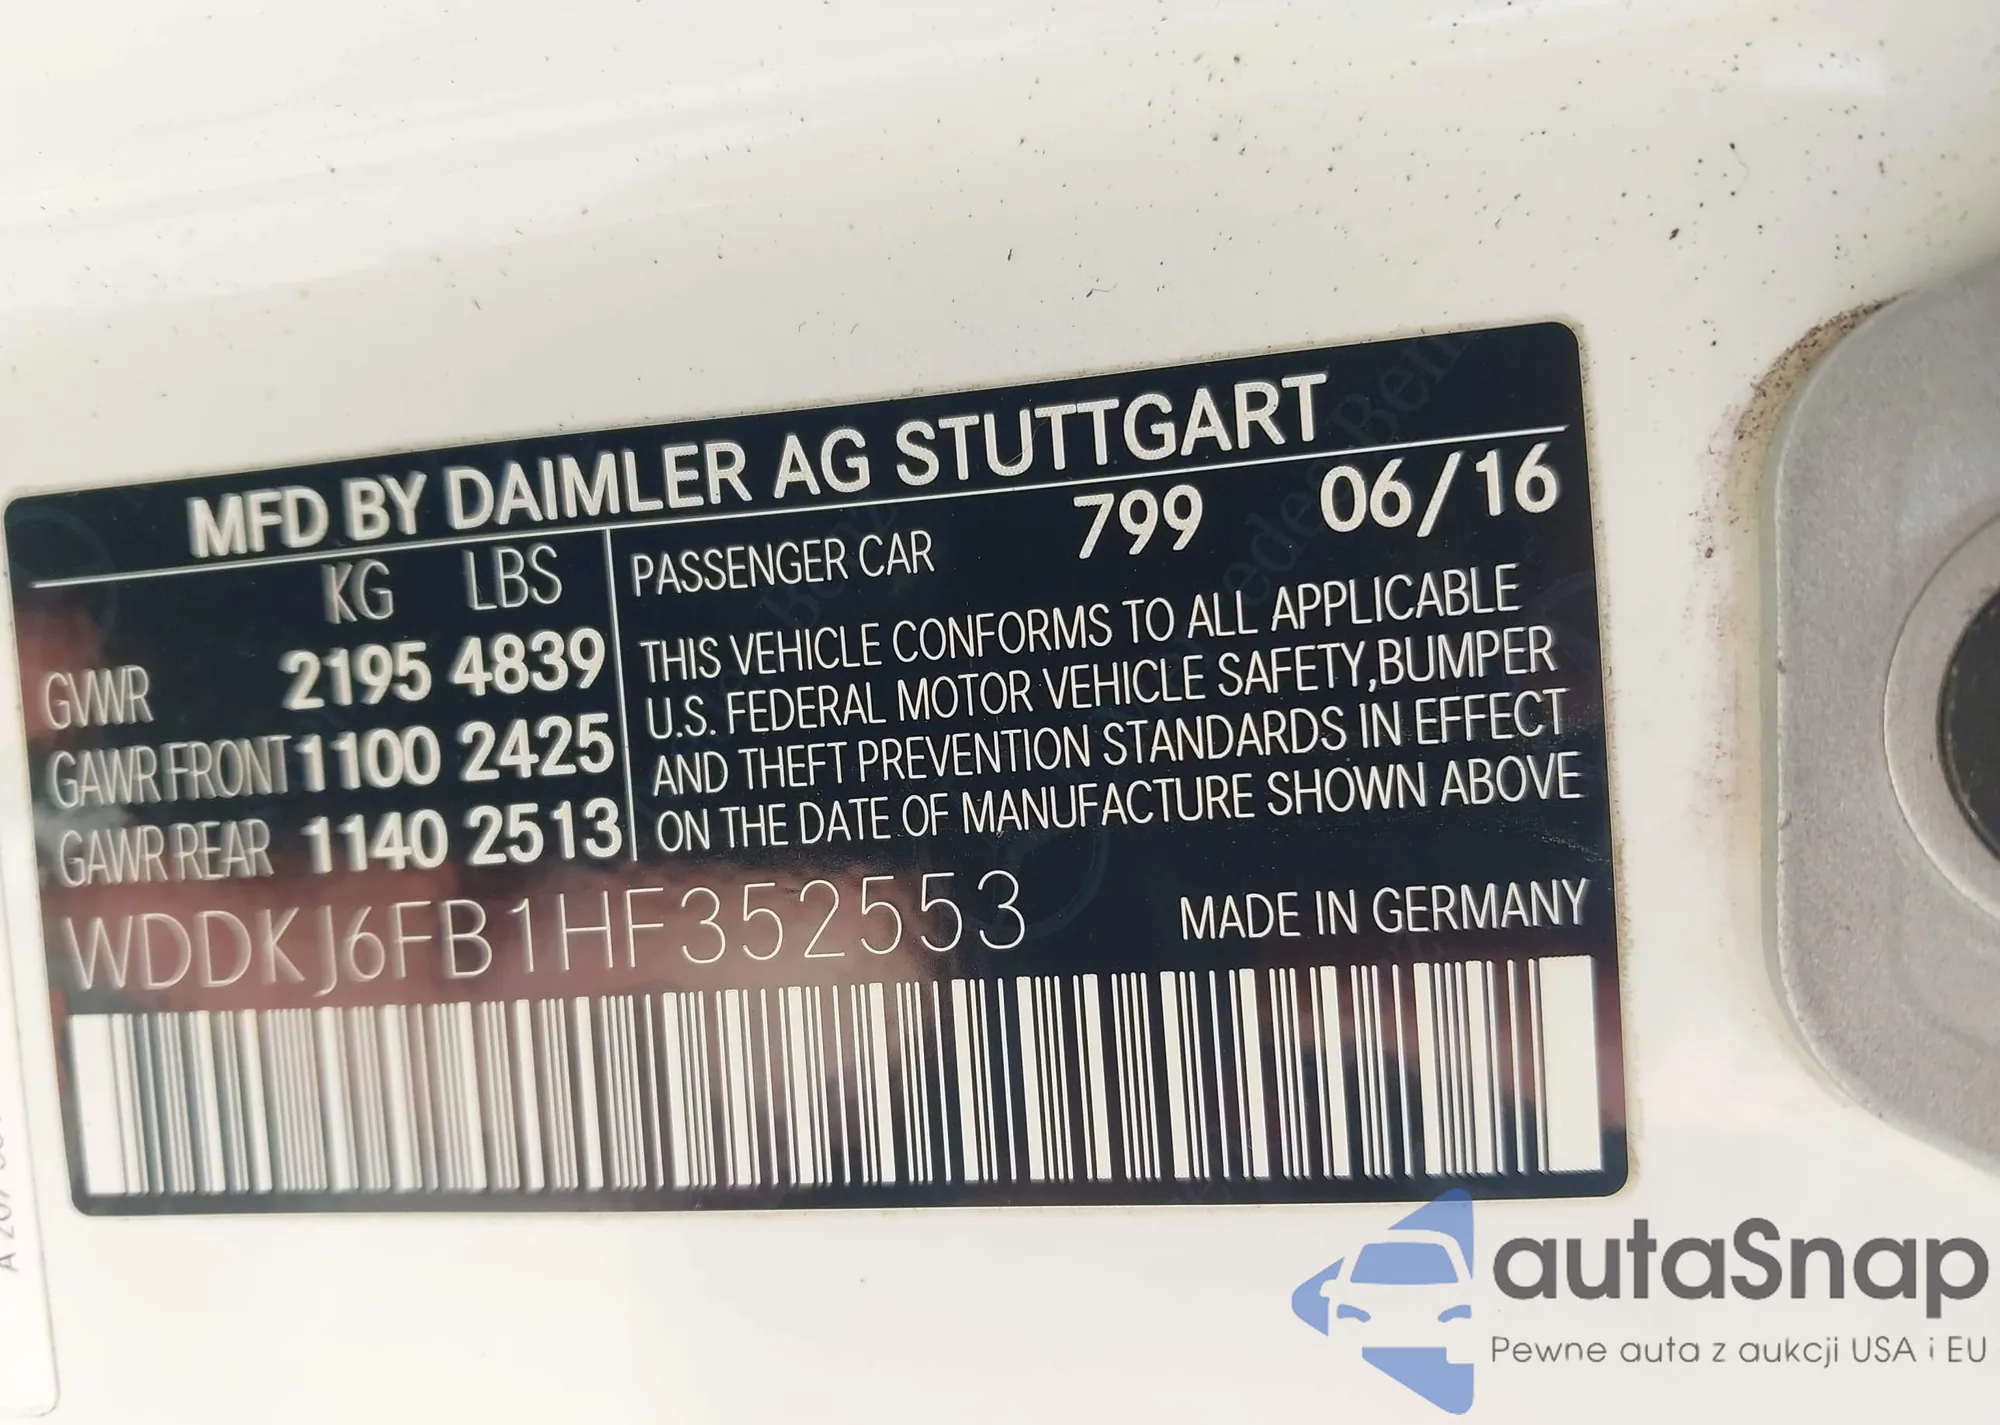 MFD BY DAIMLER AG STUTTGART
KG LBS
GVWR 2195 4839
GAWR FRONT 1100 2425
GAWR REAR 1140 2513
PASSENGER CAR 799 06/16
THIS VEHICLE CONFORMS TO ALL APPLICABLE
U.S. FEDERAL MOTOR VEHICLE SAFETY,BUMPER
AND THEFT PREVENTION STANDARDS IN EFFECT
ON THE DATE OF MANUFACTURE SHOWN ABOVE
WDDKJ6FB1HF352553
MADE IN GERMANY
autaSnap
Pewne auta z aukcji USA i EU